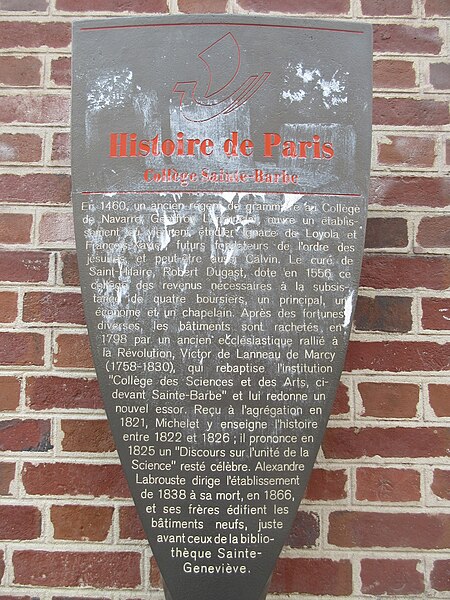 Histoire de Paris
Collège Sainte-Barbe
En 1460, un ancien régent de grammaire au Collège
de Navarre, ouvre un établis-
sement où viennent étudier Ignace de Loyola et
François Xavier, futurs fondateurs de l'ordre des
jésuites et peut-être aussi Calvin. Le curé de
Saint-Hilaire, Robert Dugast, dote en 1556 ce
collège des revenus nécessaires à la subsis-
tance de quatre boursiers, un principal, un
économe et un chapelain. Après des fortunes
diverses, les bâtiments sont rachetés en
1798 par un ancien ecclésiastique rallié à
la Révolution, Victor de Lanneau de Marcy
(1758-1830), qui rebaptise l'institution
"Collège des Sciences et des Arts, ci-
devant Sainte-Barbe" et lui redonne un
nouvel essor. Reçu à l'agrégation en
1821, Michelet y enseigne l'histoire
entre 1822 et 1826 ; il prononce en
1825 un "Discours sur l'unité de la
Science" resté célèbre. Alexandre
Labrouste dirige l'établissement
de 1838 à sa mort, en 1866,
et ses frères édifient les
bâtiments neufs, juste
avant ceux de la biblio-
thèque Sainte-
Geneviève.